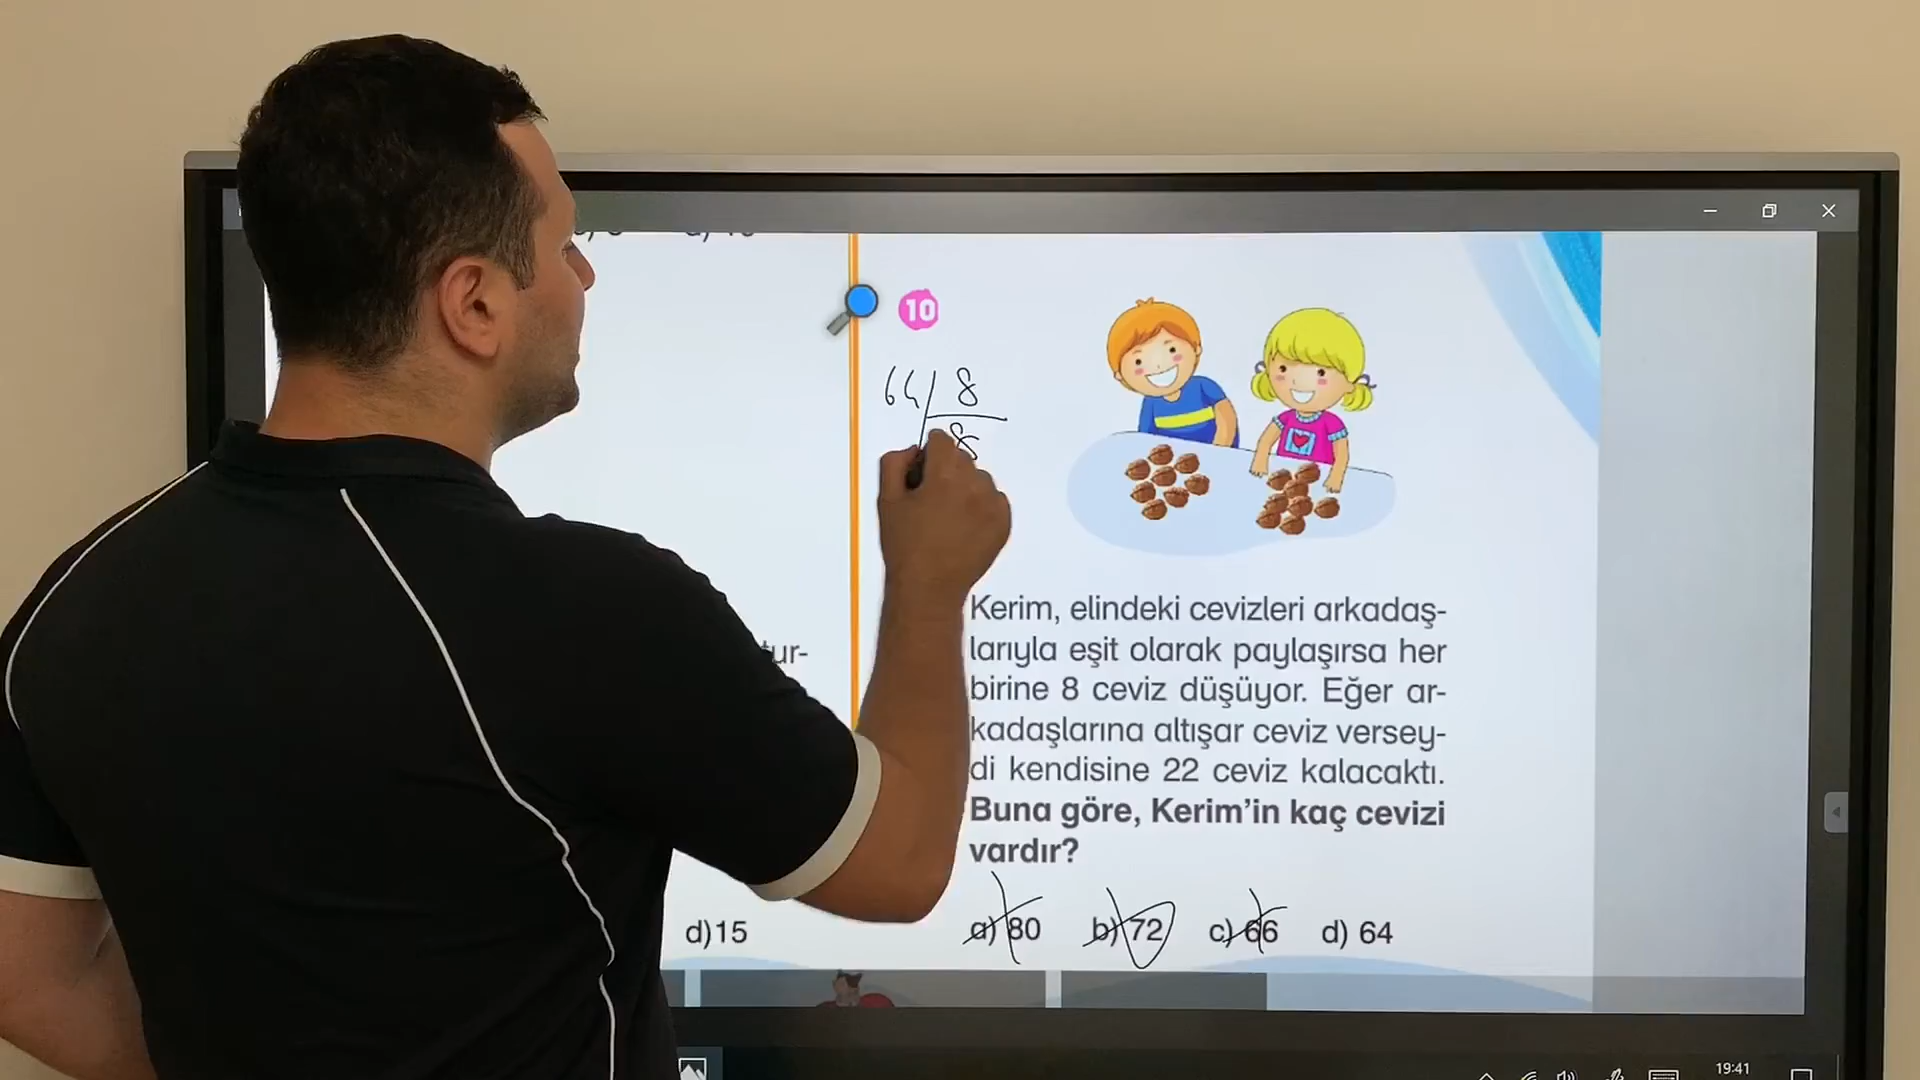 10
64 8
8
Kerim, elindeki cevizleri arkadaş-
larıyla eşit olarak paylaşırsa her
birine 8 ceviz düşüyor. Eğer ar-
kadaşlarına altışar ceviz versey-
di kendisine 22 ceviz kalacaktı.
Buna göre, Kerim'in kaç cevizi
vardır?
a) 80 b) 72 c) 66 d) 64
tur-
d)15
19:41